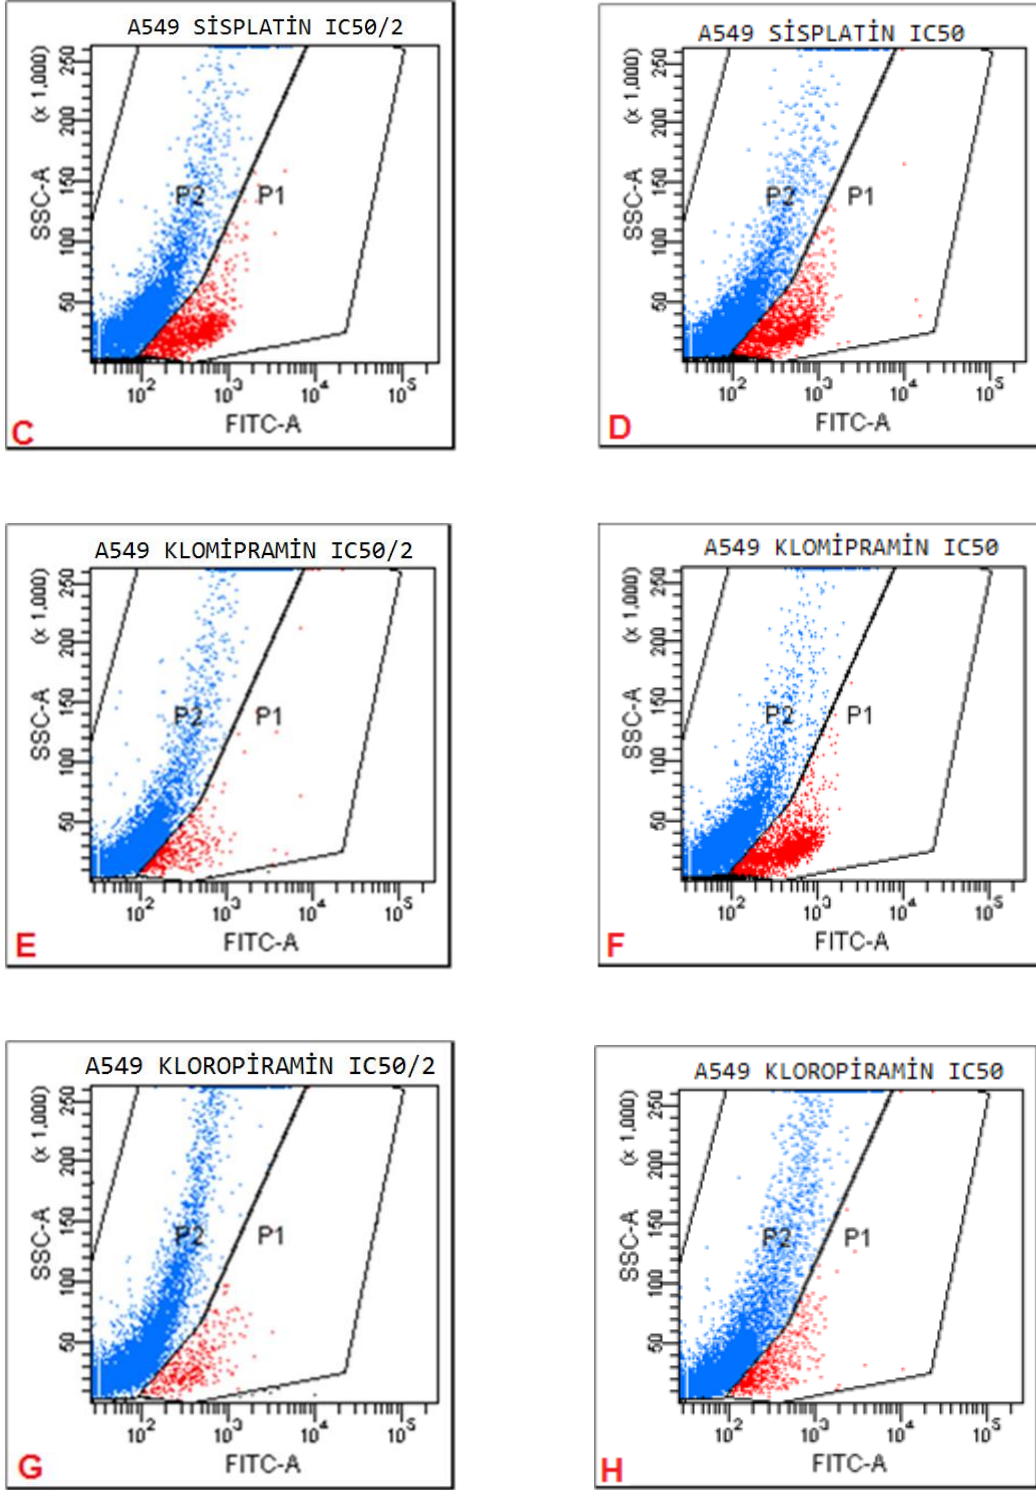 A549 SİSPLATİN IC50/2
(x 1,000)
SSC-A
250
200
150
100
50
P2
P1
10²
10³
10⁴
10⁵
FITC-A
C
A549 SİSPLATİN IC50
(x 1,000)
SSC-A
250
200
150
100
50
P2
P1
10²
10³
10⁴
10⁵
FITC-A
D
A549 KLOMİPRAMİN IC50/2
(x 1,000)
SSC-A
250
200
150
100
50
P2
P1
10²
10³
10⁴
10⁵
FITC-A
E
A549 KLOMİPRAMİN IC50
(x 1,000)
SSC-A
250
200
150
100
50
P2
P1
10²
10³
10⁴
10⁵
FITC-A
F
A549 KLOROPİRAMİN IC50/2
(x 1,000)
SSC-A
250
200
150
100
50
P2
P1
10²
10³
10⁴
10⁵
FITC-A
G
A549 KLOROPİRAMİN IC50
(x 1,000)
SSC-A
250
200
150
100
50
P2
P1
10²
10³
10⁴
10⁵
FITC-A
H